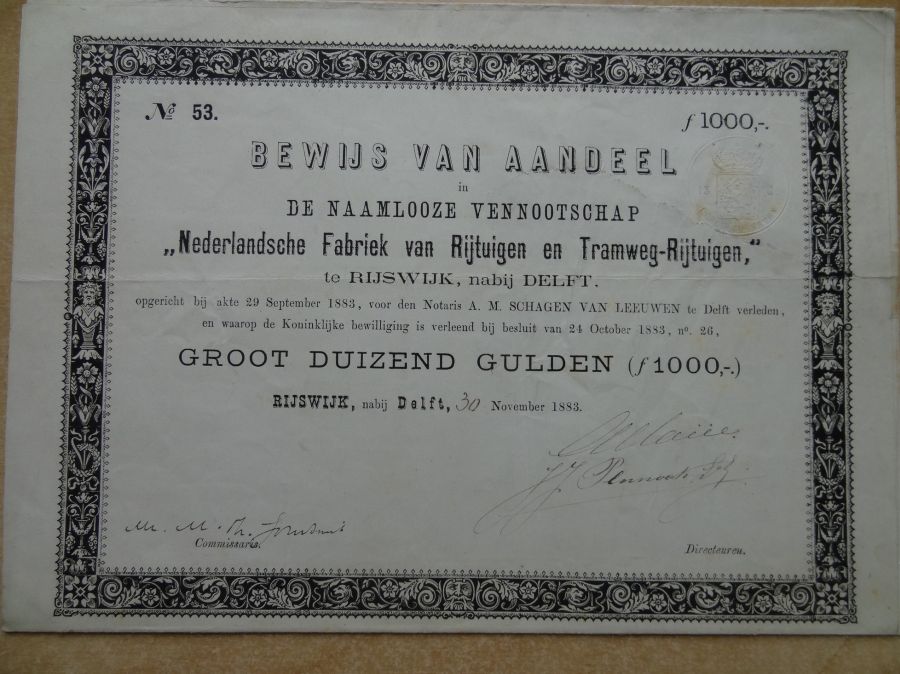 Nº 53.
ƒ 1000,-.
BEWIJS VAN AANDEEL
in
DE NAAMLOOZE VENNOOTSCHAP
„Nederlandsche Fabriek van Rijtuigen en Tramweg-Rijtuigen,”
te RIJSWIJK, nabij DELFT.
opgericht bij akte 29 September 1883, voor den Notaris A. M. SCHAGEN VAN LEEUWEN te Delft verleden,
en waarop de Koninklijke bewilliging is verleend bij besluit van 24 October 1883, nº. 26,
GROOT DUIZEND GULDEN (ƒ 1000,-.)
RIJSWIJK, nabij Delft, 30 November 1883.
Mr. M. Th.
Commissaris.
Directeuren.